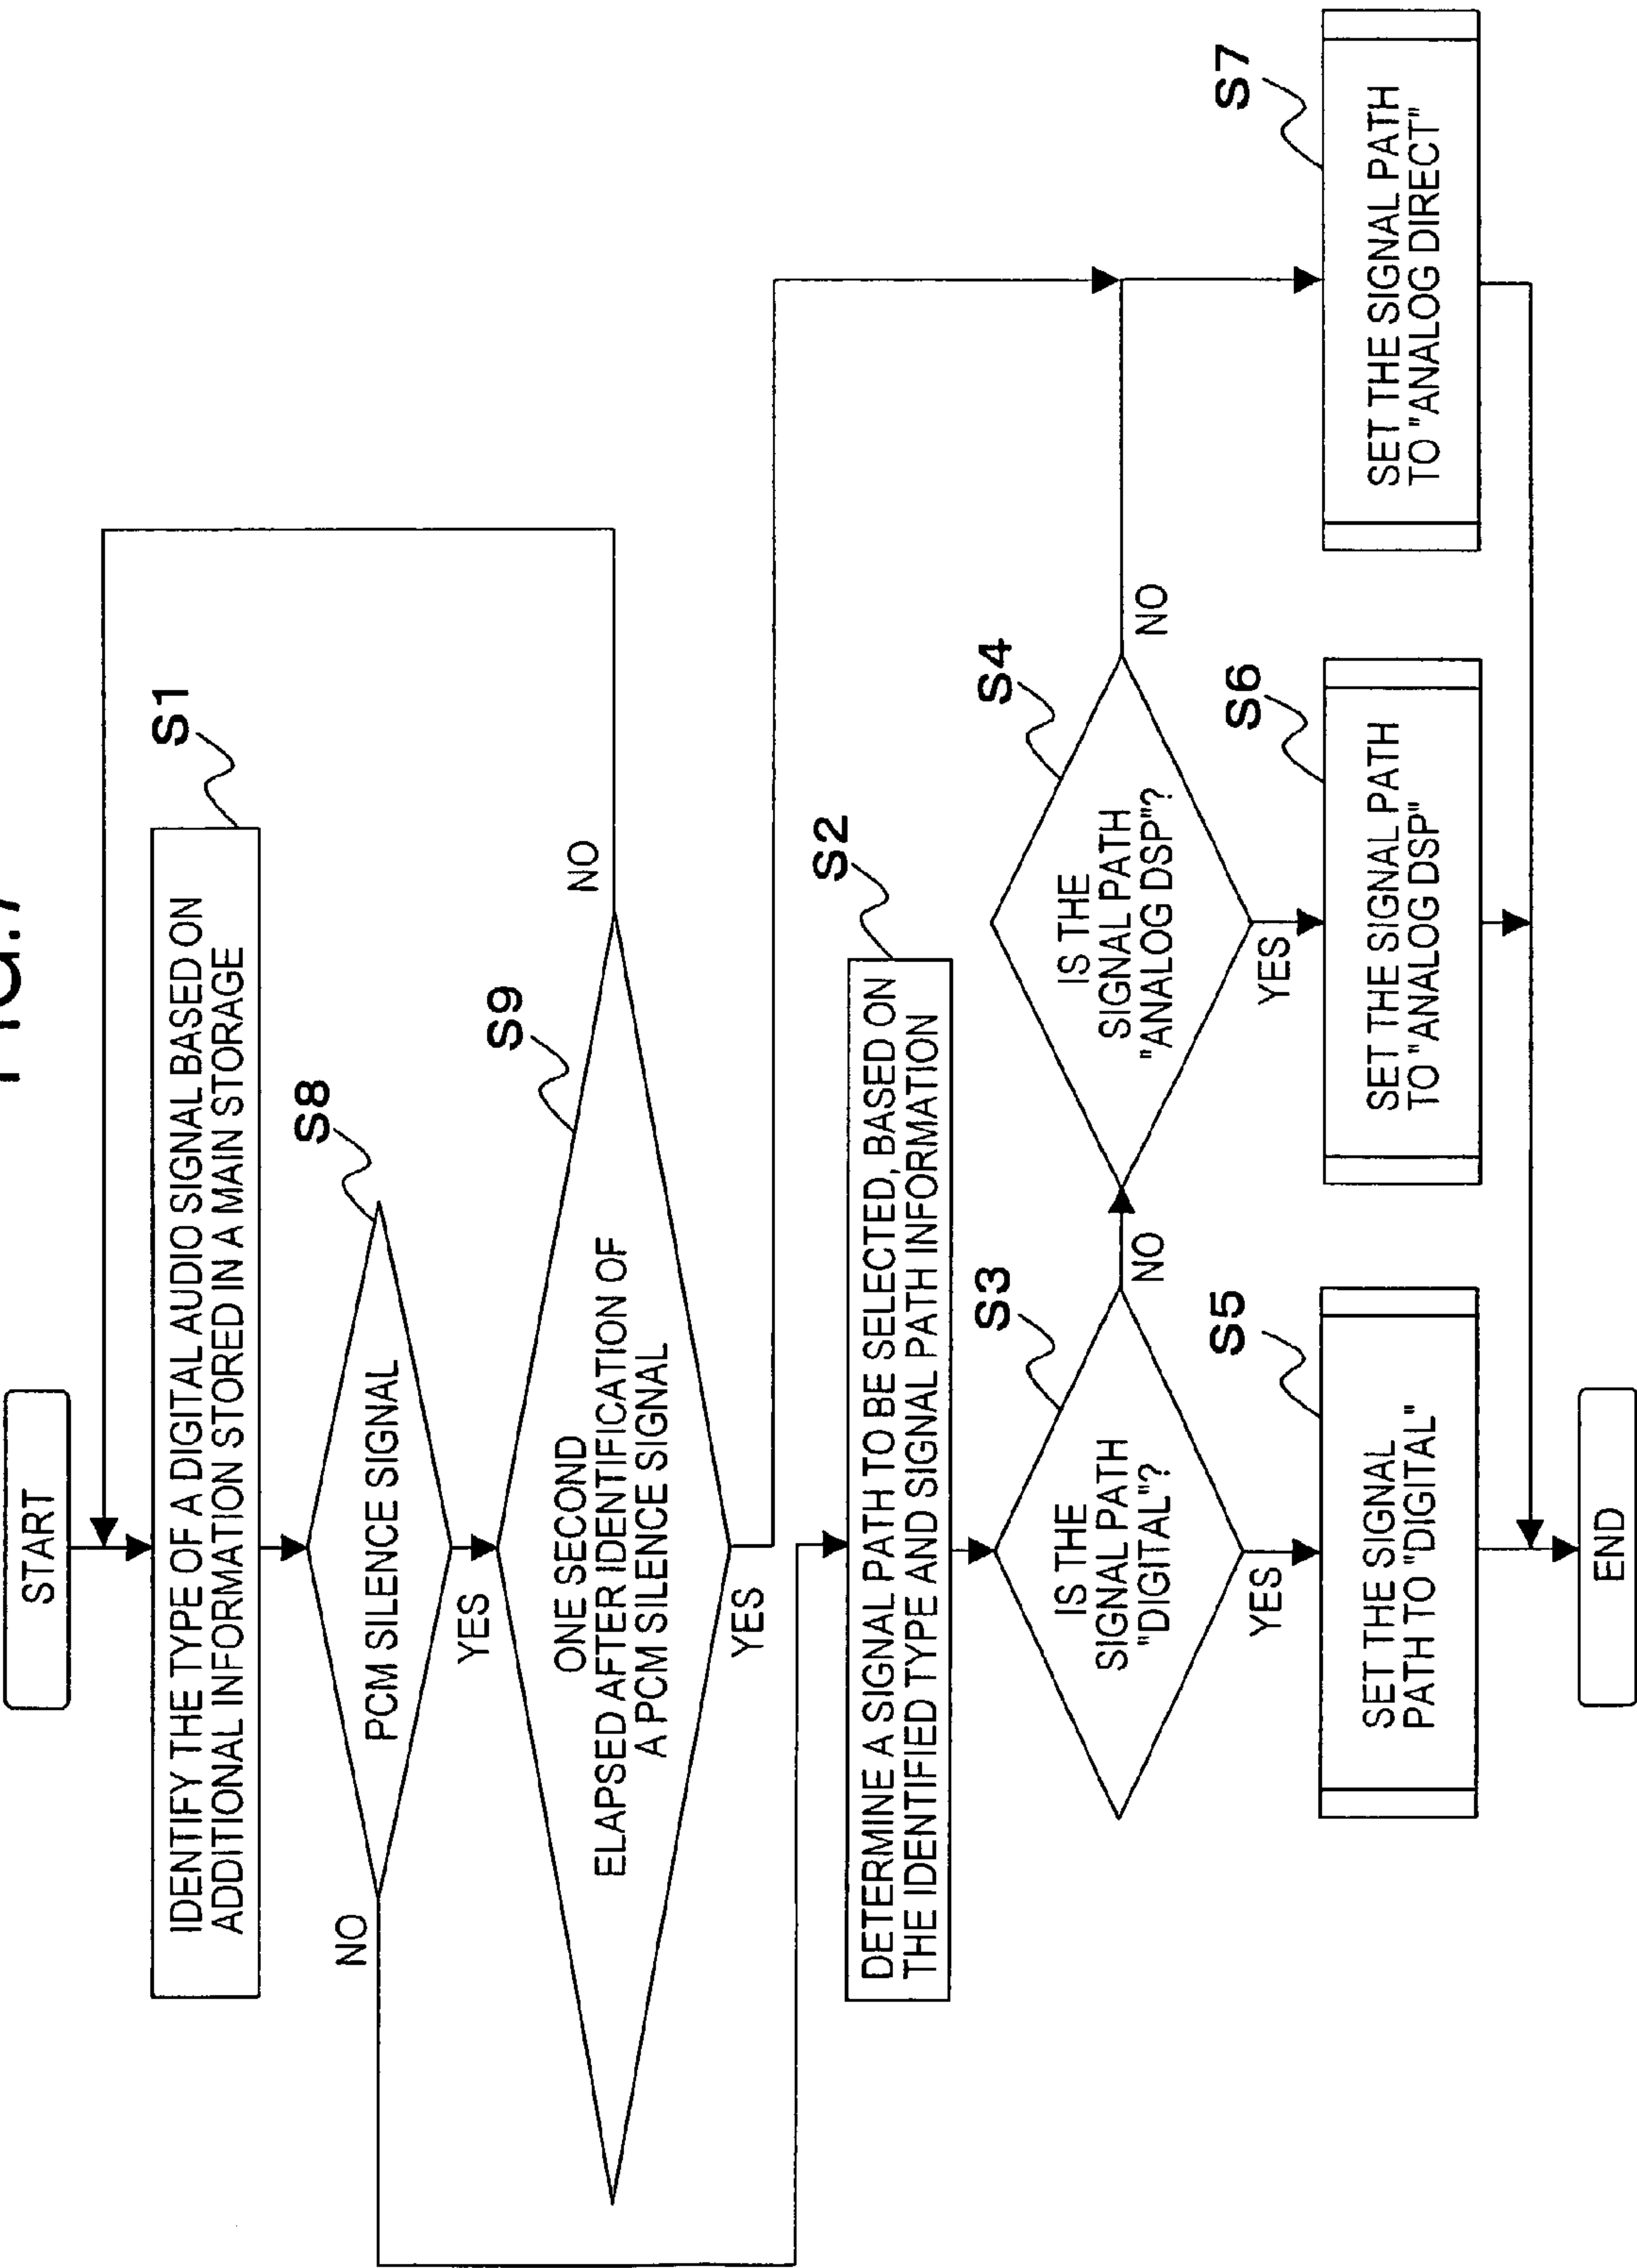 FIG.7
START
S1
IDENTIFY THE TYPE OF A DIGITAL AUDIO SIGNAL BASED ON
ADDITIONAL INFORMATION STORED IN A MAIN STORAGE
S8
PCM SILENCE SIGNAL
NO
YES
S9
ONE SECOND
ELAPSED AFTER IDENTIFICATION OF
A PCM SILENCE SIGNAL
NO
YES
S2
DETERMINE A SIGNAL PATH TO BE SELECTED, BASED ON
THE IDENTIFIED TYPE AND SIGNAL PATH INFORMATION
S3
IS THE
SIGNAL PATH
"DIGITAL"?
NO
YES
S4
IS THE
SIGNAL PATH
"ANALOG DSP"?
NO
YES
S5
SET THE SIGNAL
PATH TO "DIGITAL"
S6
SET THE SIGNAL PATH
TO "ANALOG DSP"
S7
SET THE SIGNAL PATH
TO "ANALOG DIRECT"
END